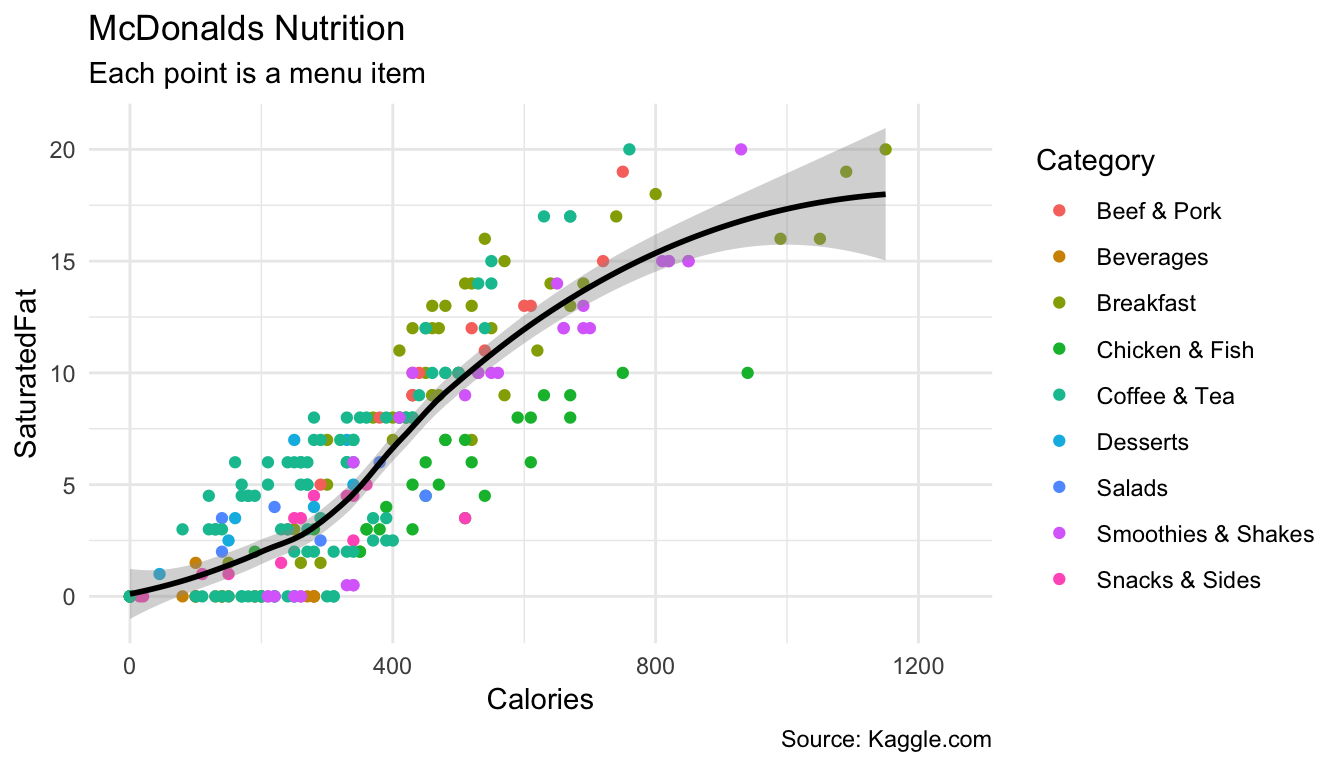 McDonalds Nutrition
Each point is a menu item
SaturatedFat
20
15
10
5
0
0 400 800 1200
Calories
Category
Beef & Pork
Beverages
Breakfast
Chicken & Fish
Coffee & Tea
Desserts
Salads
Smoothies & Shakes
Snacks & Sides
Source: Kaggle.com